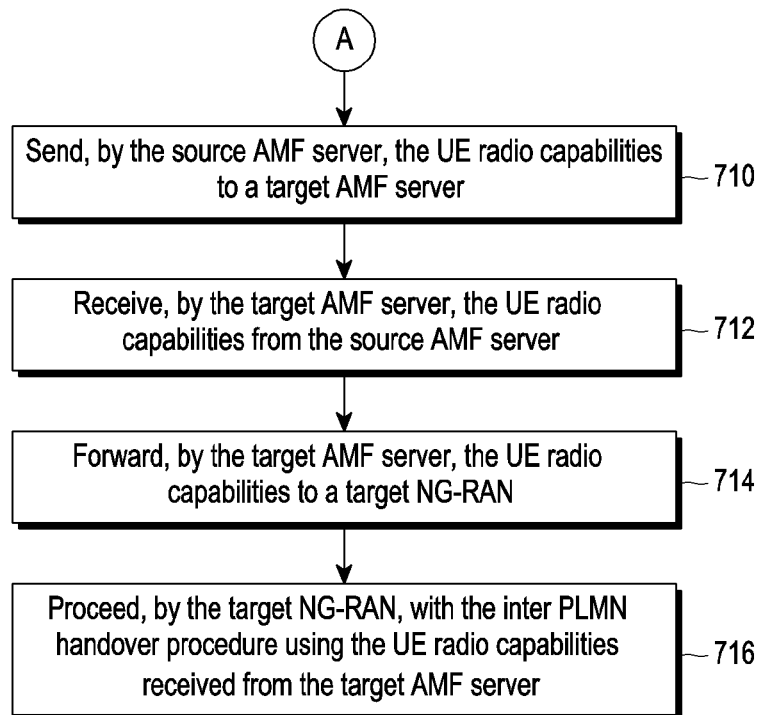 A
Send, by the source AMF server, the UE radio capabilities
to a target AMF server
710
Receive, by the target AMF server, the UE radio
capabilities from the source AMF server
712
Forward, by the target AMF server, the UE radio
capabilities to a target NG-RAN
714
Proceed, by the target NG-RAN, with the inter PLMN
handover procedure using the UE radio capabilities
received from the target AMF server
716